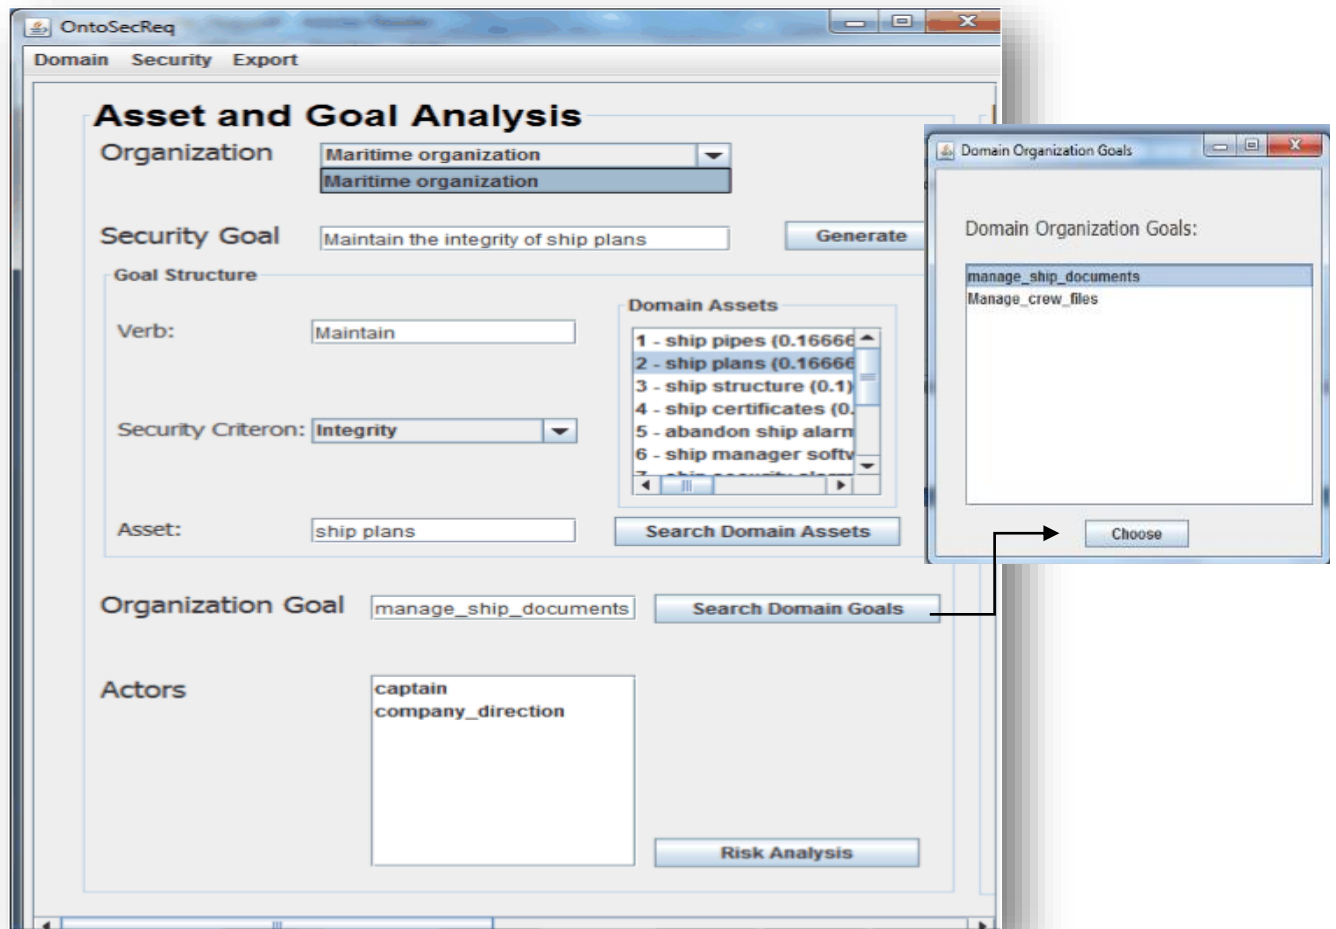 OntoSecReq
Domain Security Export
Asset and Goal Analysis
Organization
Maritime organization
Maritime organization
Security Goal
Maintain the integrity of ship plans
Generate
Goal Structure
Verb:
Maintain
Security Criteron:
Integrity
Asset:
ship plans
Domain Assets
1 - ship pipes (0.16666
2 - ship plans (0.16666
3 - ship structure (0.1)
4 - ship certificates (0.
5 - abandon ship alarm
6 - ship manager softw
Search Domain Assets
Organization Goal
manage_ship_documents
Search Domain Goals
Actors
captain
company_direction
Risk Analysis
Domain Organization Goals
Domain Organization Goals:
manage_ship_documents
Manage_crew_files
Choose